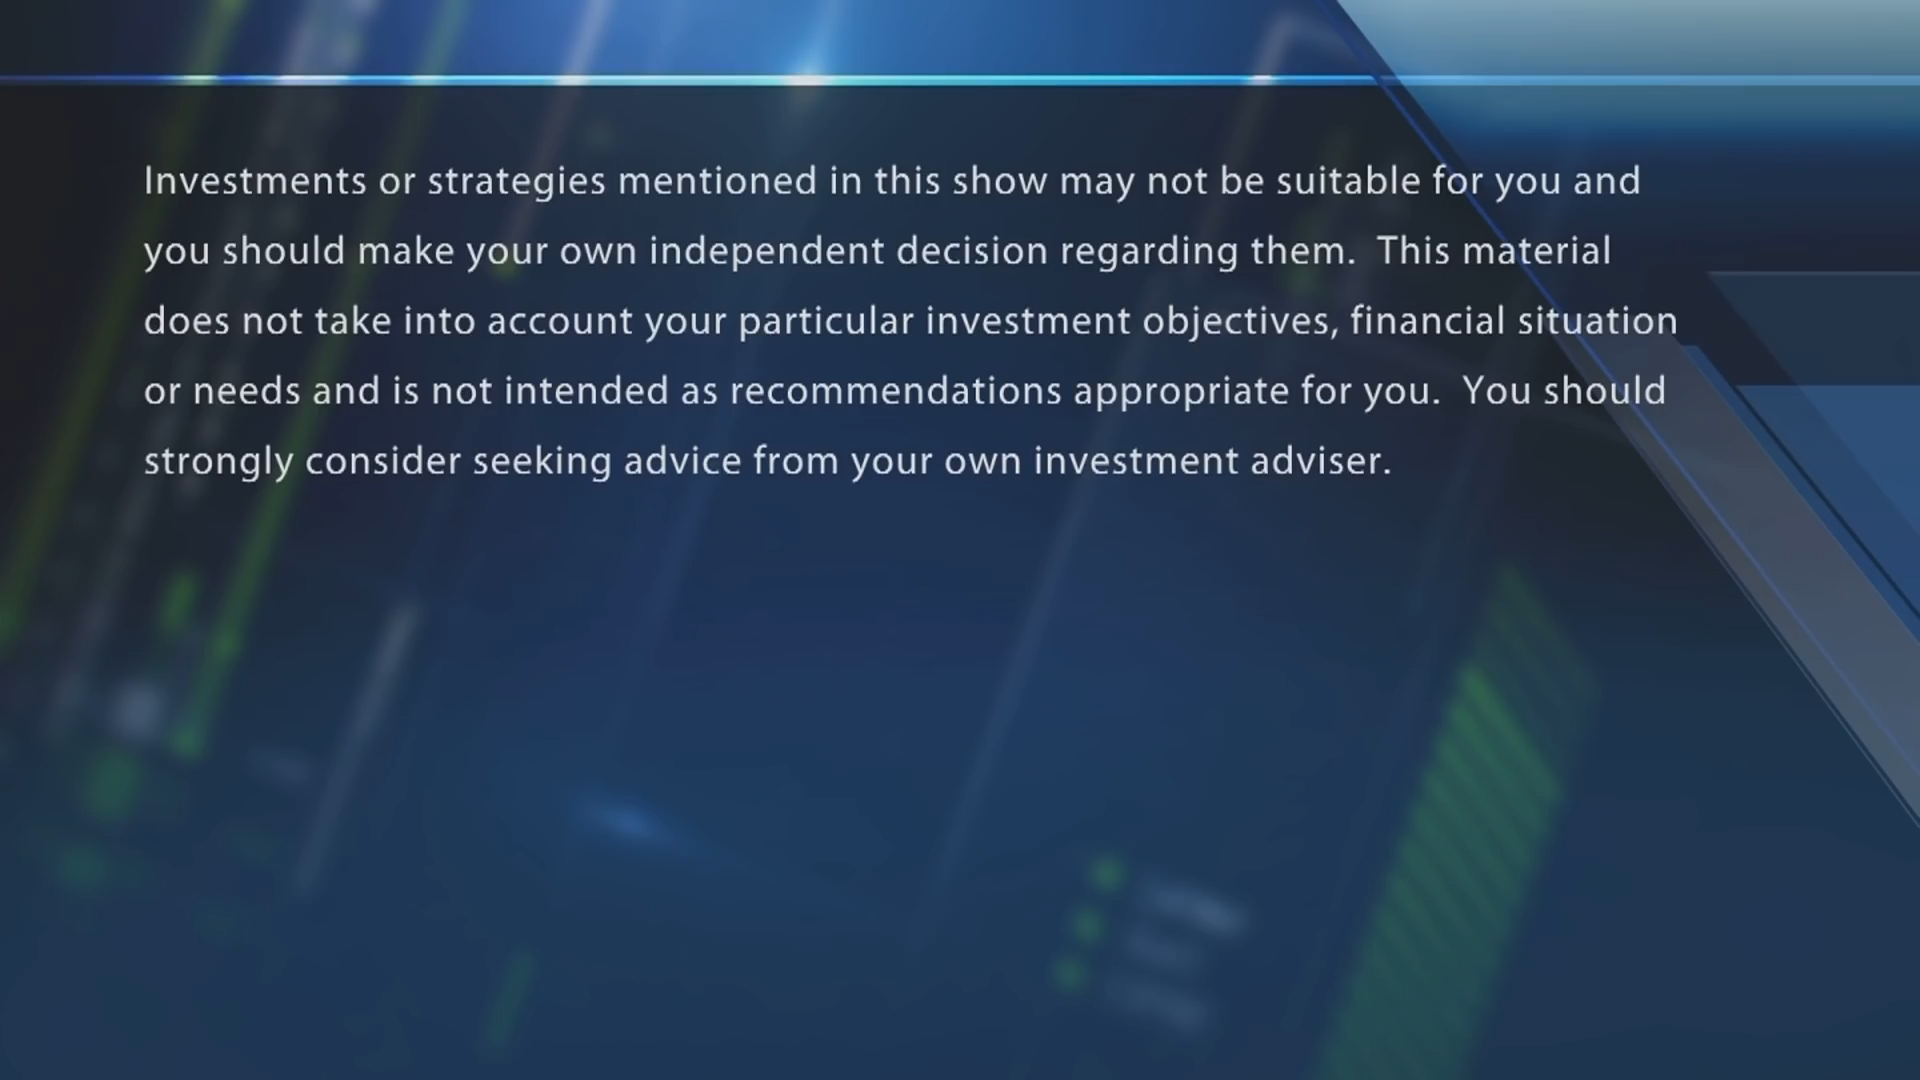 Investments or strategies mentioned in this show may not be suitable for you and
you should make your own independent decision regarding them.  This material
does not take into account your particular investment objectives, financial situation
or needs and is not intended as recommendations appropriate for you.  You should
strongly consider seeking advice from your own investment adviser.